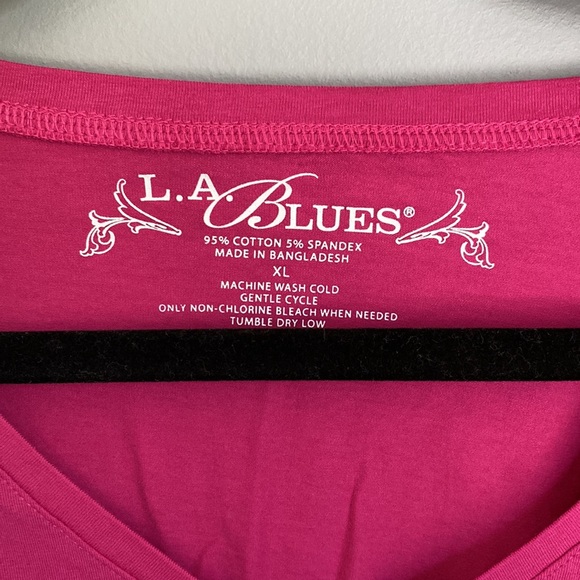 L.A. BLUES®
95% COTTON 5% SPANDEX
MADE IN BANGLADESH
XL
MACHINE WASH COLD
GENTLE CYCLE
ONLY NON-CHLORINE BLEACH WHEN NEEDED
TUMBLE DRY LOW